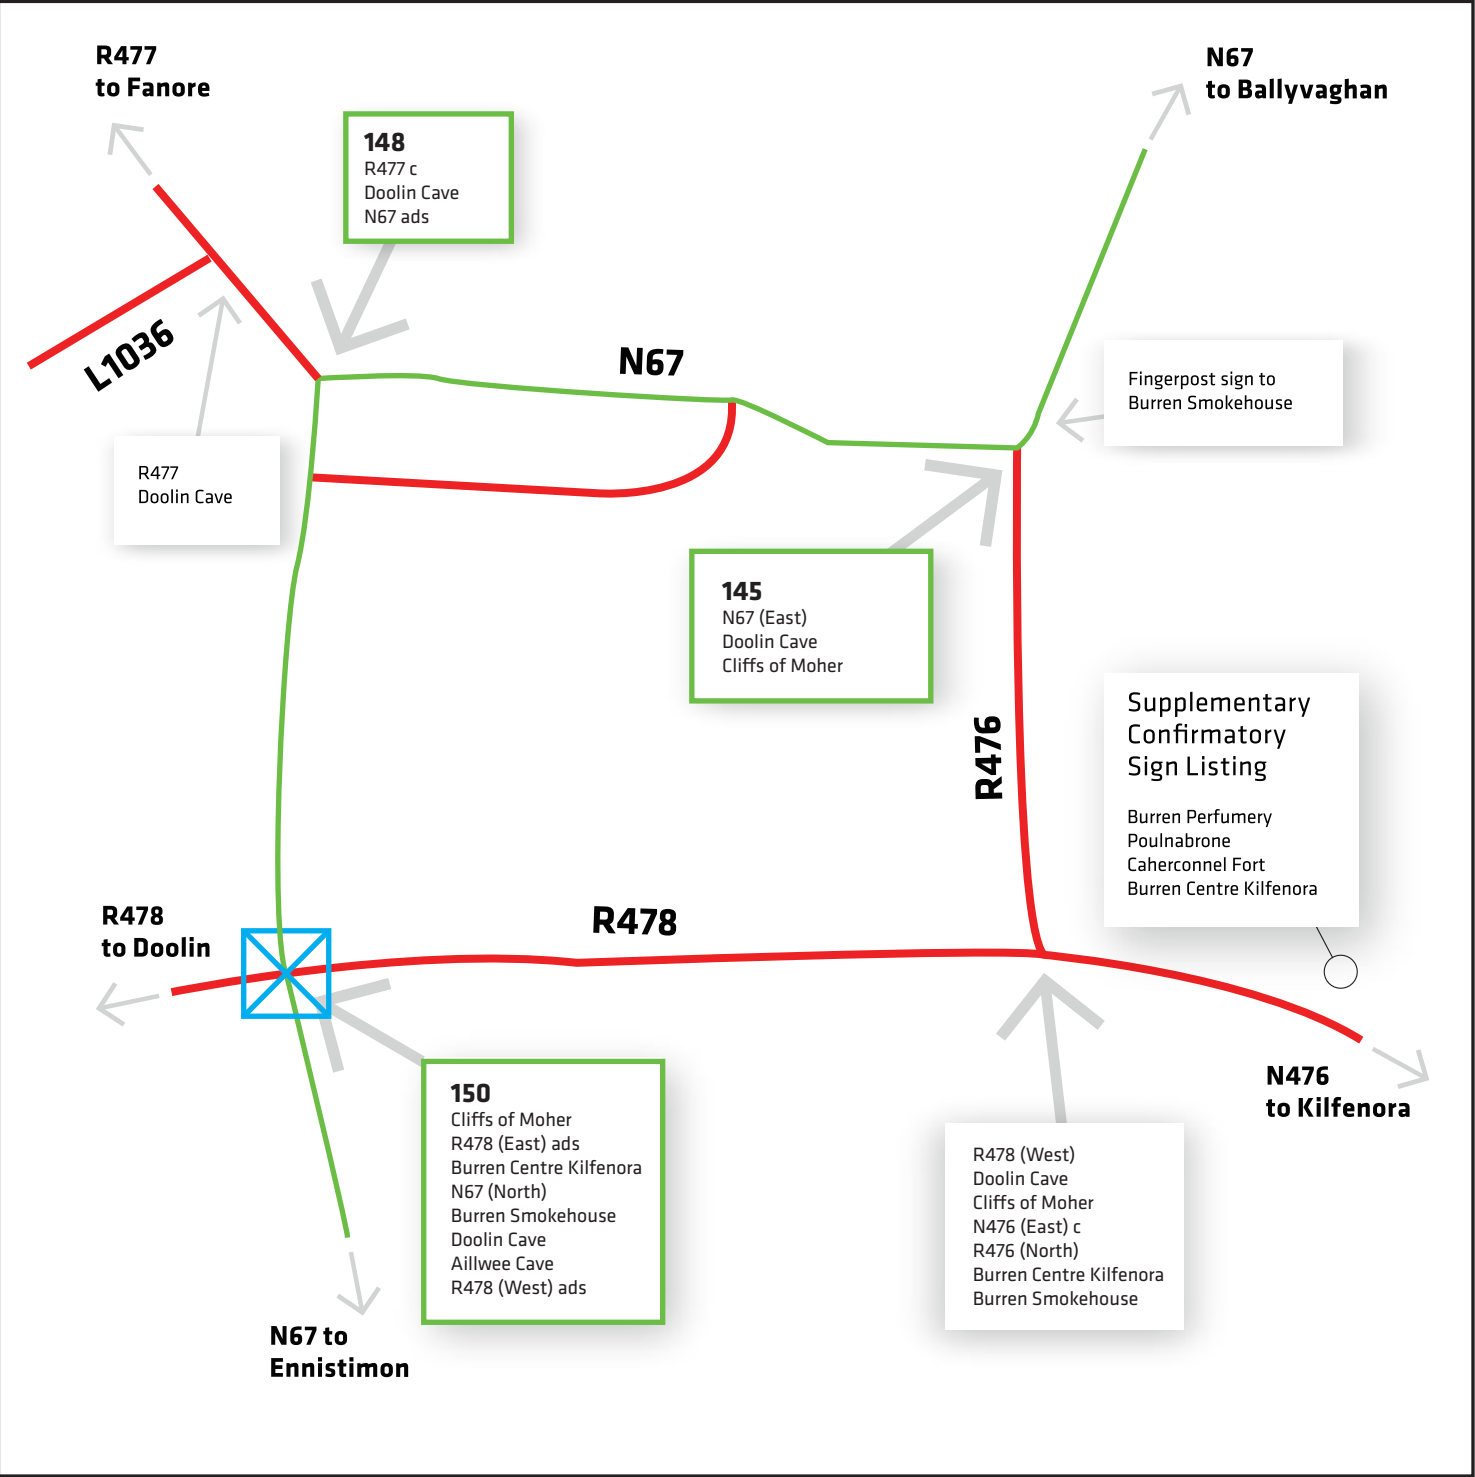 R477
to Fanore
N67
to Ballyvaghan
148
R477 c
Doolin Cave
N67 ads
L1036
N67
Fingerpost sign to
Burren Smokehouse
R477
Doolin Cave
145
N67 (East)
Doolin Cave
Cliffs of Moher
R476
Supplementary
Confirmatory
Sign Listing
Burren Perfumery
Poulnabrone
Caherconnel Fort
Burren Centre Kilfenora
R478
to Doolin
R478
N476
to Kilfenora
150
Cliffs of Moher
R478 (East) ads
Burren Centre Kilfenora
N67 (North)
Burren Smokehouse
Doolin Cave
Aillwee Cave
R478 (West) ads
R478 (West)
Doolin Cave
Cliffs of Moher
N476 (East) c
R476 (North)
Burren Centre Kilfenora
Burren Smokehouse
N67 to
Ennistimon